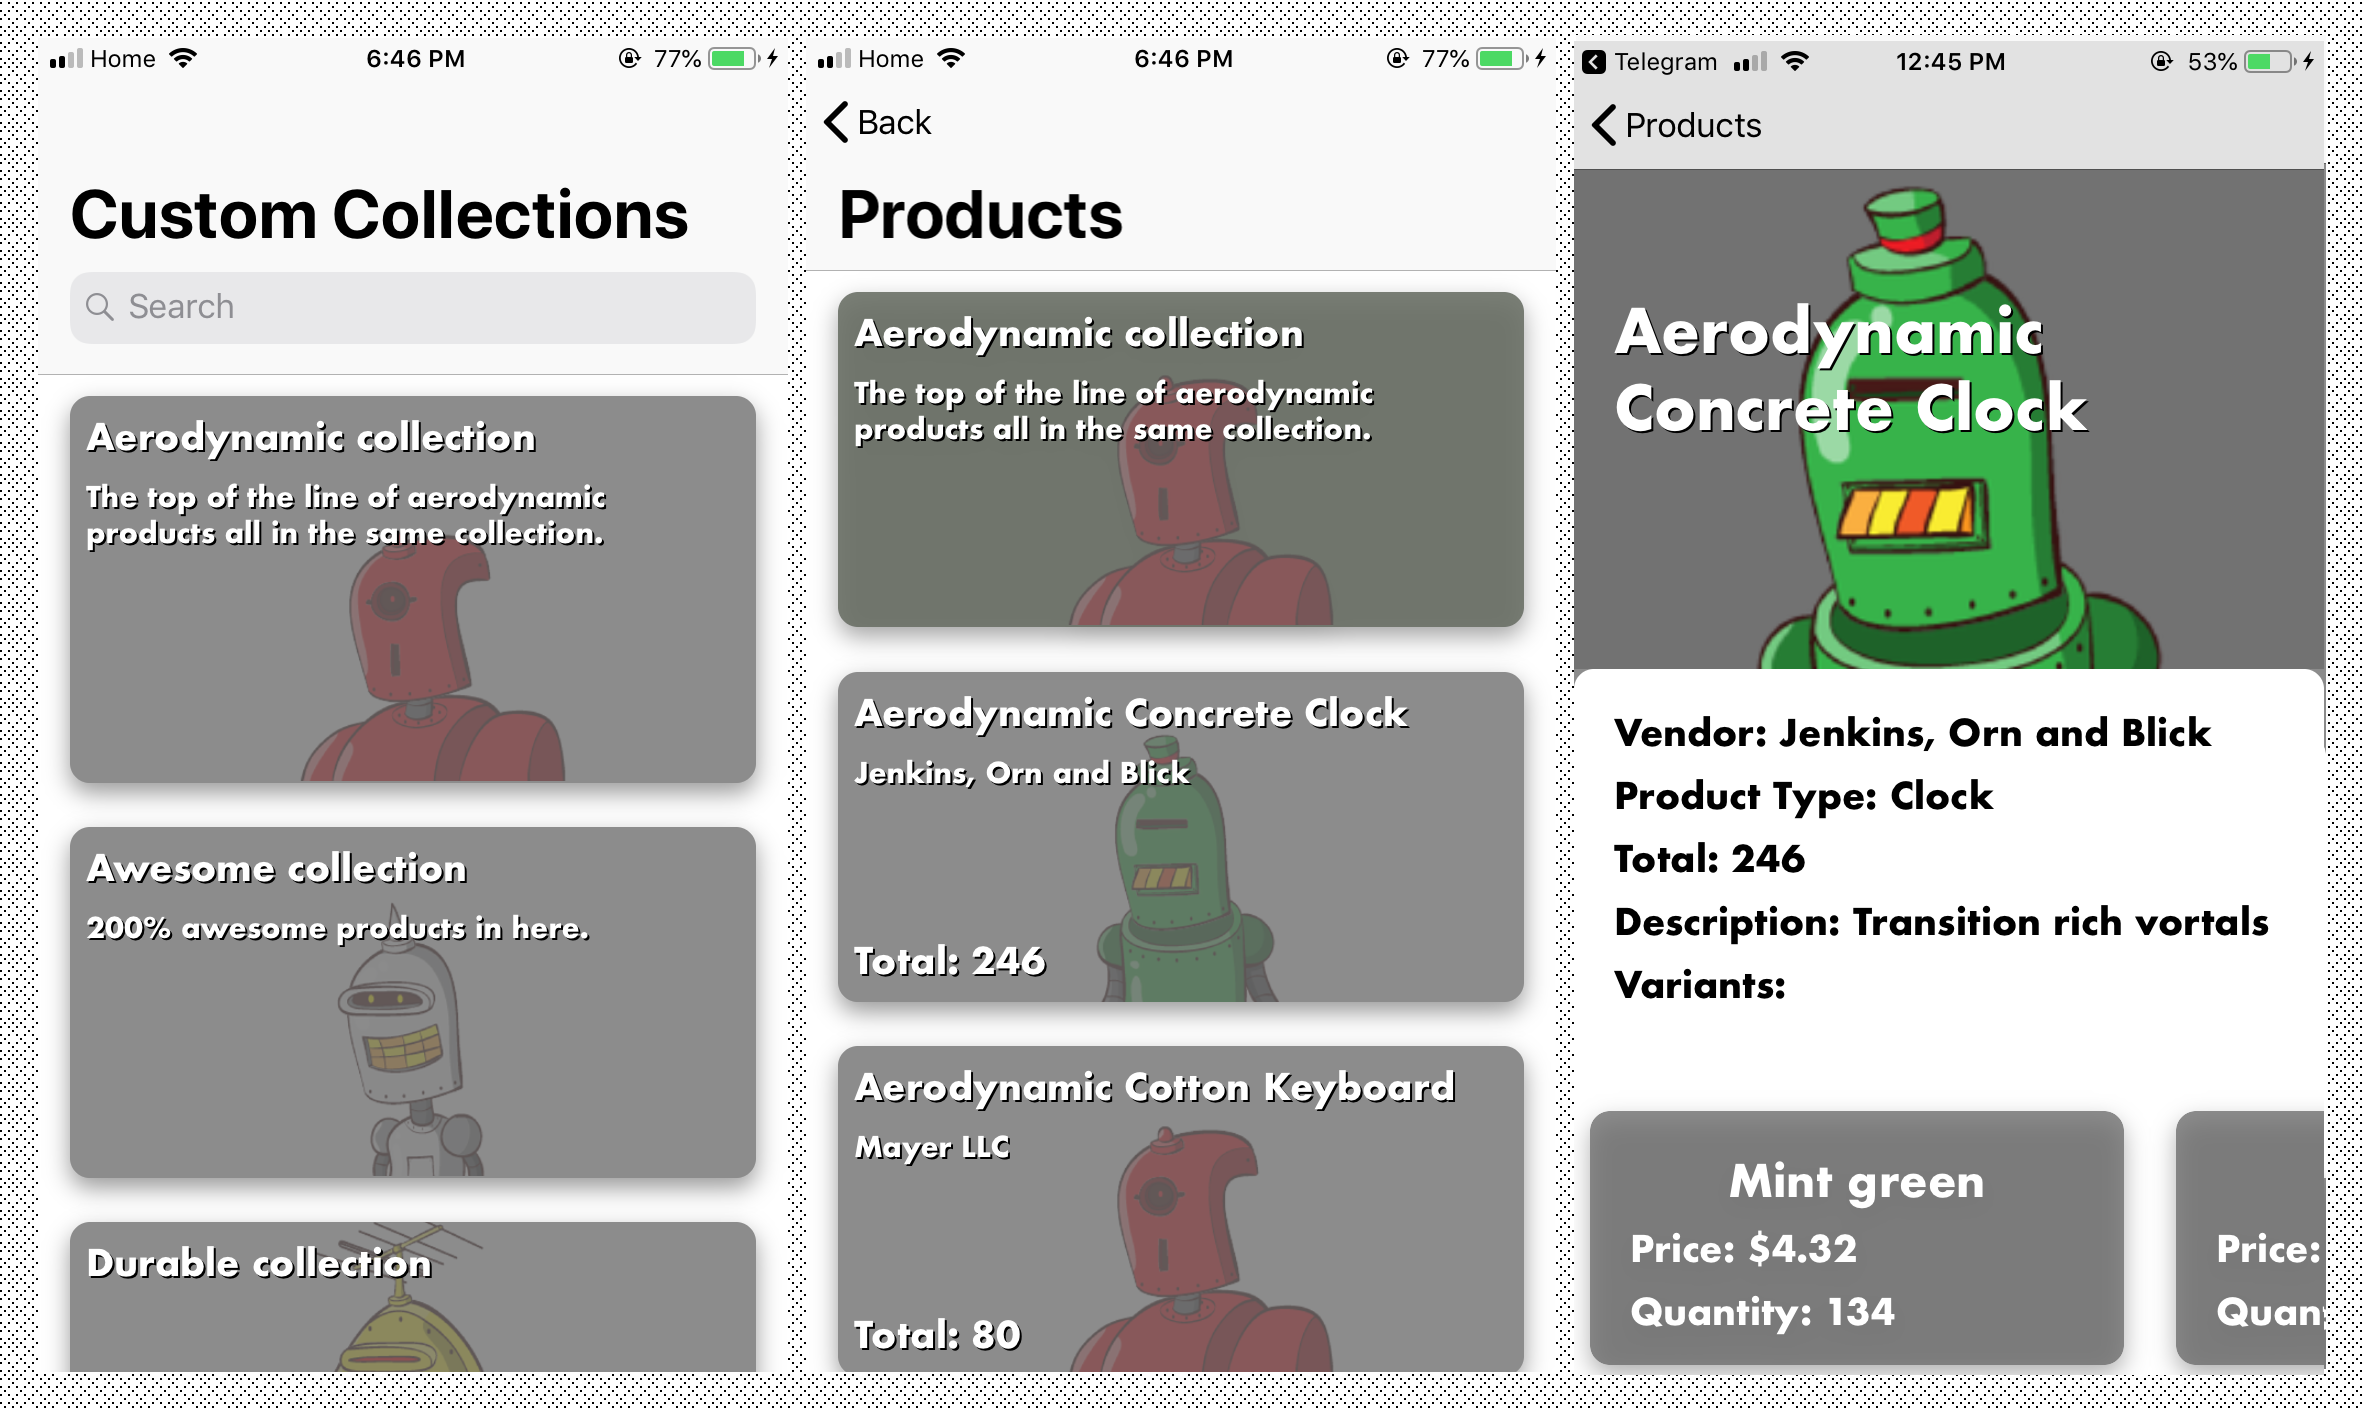 Home
6:46 PM
77%
Custom Collections
Search
Aerodynamic collection
The top of the line of aerodynamic
products all in the same collection.
Awesome collection
200% awesome products in here.
Durable collection
Home
6:46 PM
77%
Back
Products
Aerodynamic collection
The top of the line of aerodynamic
products all in the same collection.
Aerodynamic Concrete Clock
Jenkins, Orn and Blick
Total: 246
Aerodynamic Cotton Keyboard
Mayer LLC
Total: 80
Telegram
12:45 PM
53%
Products
Aerodynamic
Concrete Clock
Vendor: Jenkins, Orn and Blick
Product Type: Clock
Total: 246
Description: Transition rich vortals
Variants:
Mint green
Price: $4.32
Quantity: 134
Price: